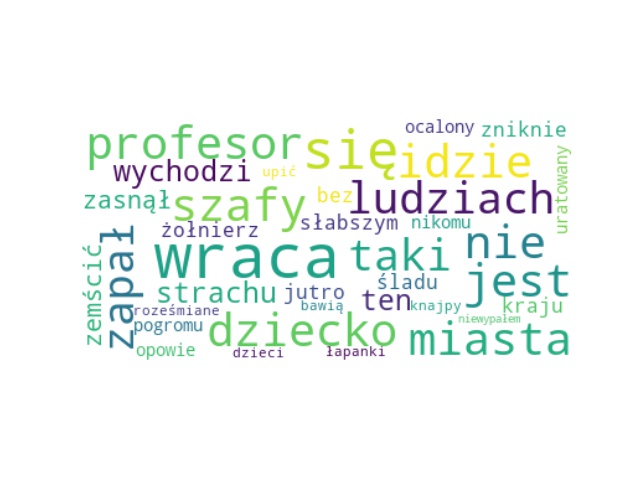 ocalony
profesor się zniknie
wychodzi upić idzie
uratowany
zasnął szafy bez ludziach
żołnierz słabszym nikomu
zapał wraca taki nie
zemścić
strachu jutro śladu jest
ten
roześmiane bawią knajpy kraju
pogromu dziecko niewypałem
opowie miasta
dzieci łapanki